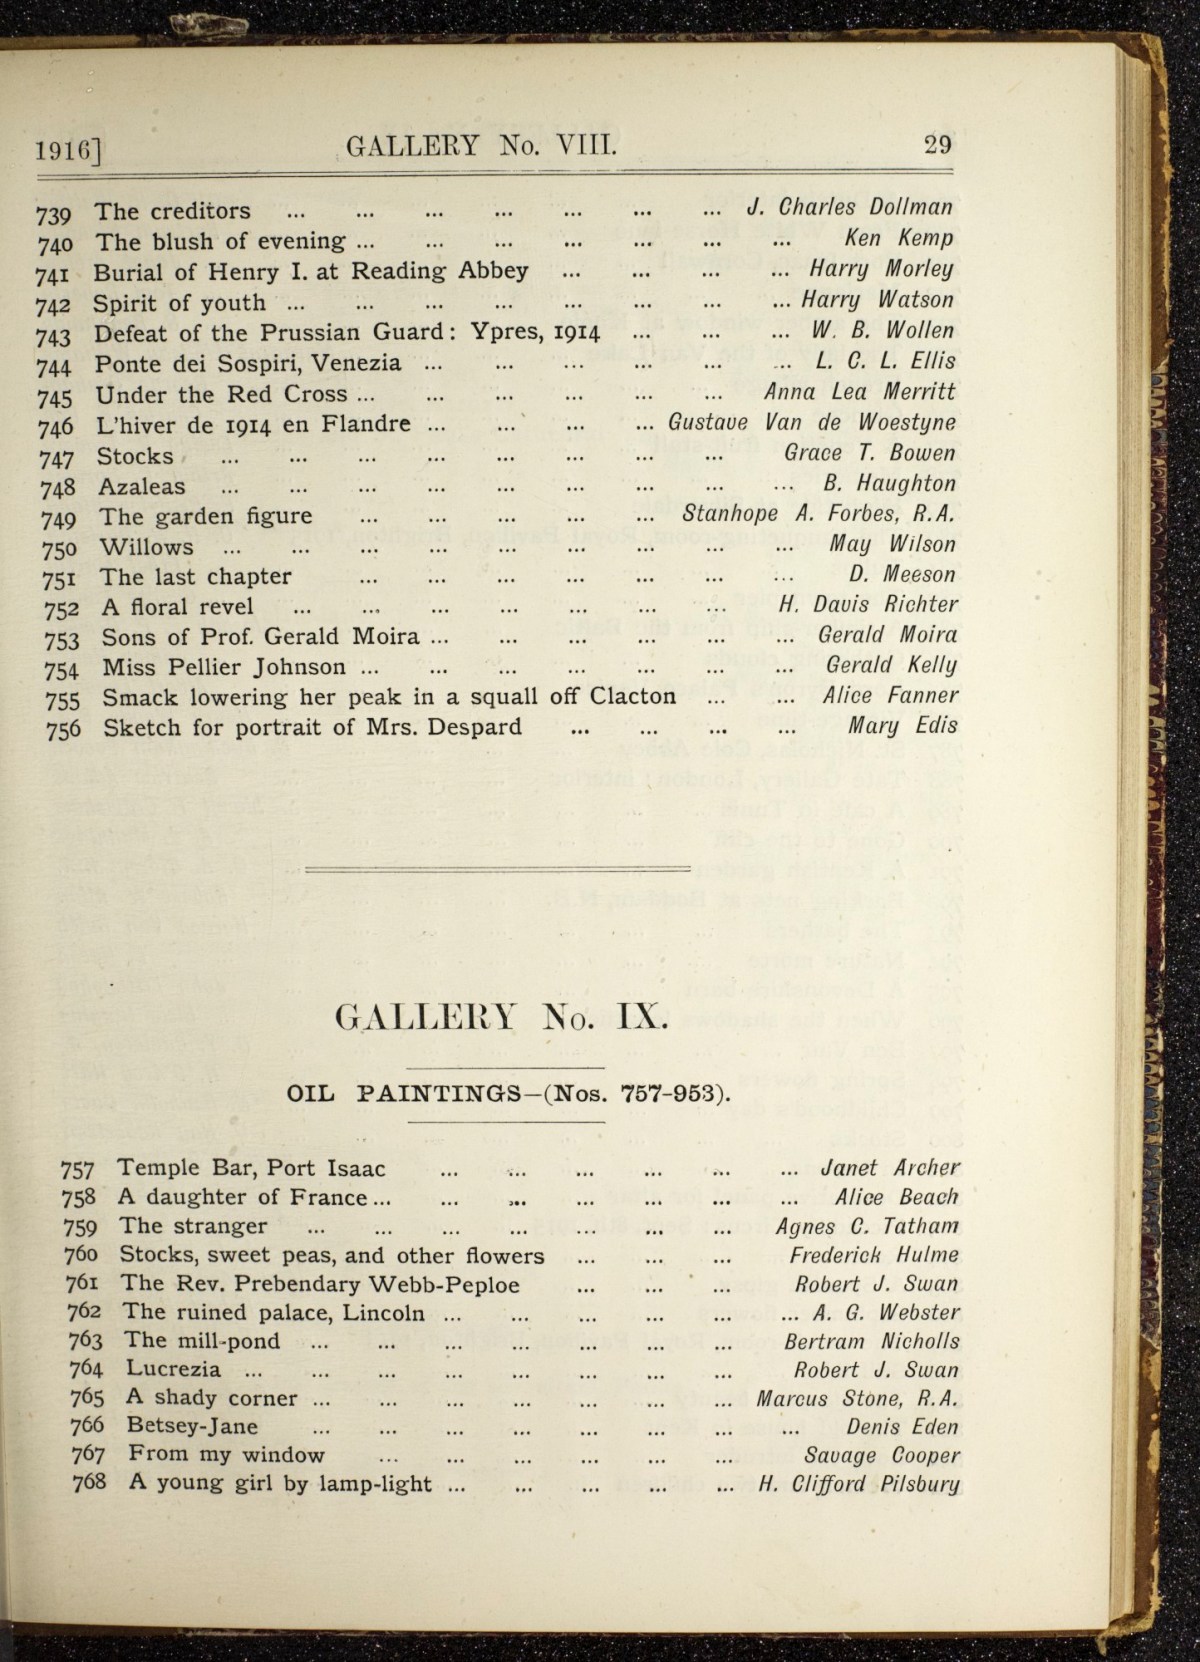 1916] GALLERY No. VIII. 29
739 The creditors ... ... ... ... ... ... ... J. Charles Dollman
740 The blush of evening ... ... ... ... ... ... ... Ken Kemp
741 Burial of Henry I. at Reading Abbey ... ... ... ... Harry Morley
742 Spirit of youth ... ... ... ... ... ... ... ... Harry Watson
743 Defeat of the Prussian Guard: Ypres, 1914 ... ... ... W. B. Wollen
744 Ponte dei Sospiri, Venezia ... ... ... ... ... ... L. C. L. Ellis
745 Under the Red Cross ... ... ... ... ... ... Anna Lea Merritt
746 L'hiver de 1914 en Flandre ... ... ... ... Gustave Van de Woestyne
747 Stocks ... ... ... ... ... ... ... ... Grace T. Bowen
748 Azaleas ... ... ... ... ... ... ... ... ... B. Haughton
749 The garden figure ... ... ... ... ... Stanhope A. Forbes, R.A.
750 Willows ... ... ... ... ... ... ... ... ... May Wilson
751 The last chapter ... ... ... ... ... ... ... D. Meeson
752 A floral revel ... ... ... ... ... ... ... H. Davis Richter
753 Sons of Prof. Gerald Moira ... ... ... ... ... ... Gerald Moira
754 Miss Pellier Johnson ... ... ... ... ... ... ... Gerald Kelly
755 Smack lowering her peak in a squall off Clacton ... ... Alice Fanner
756 Sketch for portrait of Mrs. Despard ... ... ... ... Mary Edis
GALLERY No. IX.
OIL PAINTINGS—(Nos. 757-953).
757 Temple Bar, Port Isaac ... ... ... ... ... ... Janet Archer
758 A daughter of France ... ... ... ... ... ... ... Alice Beach
759 The stranger ... ... ... ... ... ... ... Agnes C. Tatham
760 Stocks, sweet peas, and other flowers ... ... ... Frederick Hulme
761 The Rev. Prebendary Webb-Peploe ... ... ... Robert J. Swan
762 The ruined palace, Lincoln ... ... ... ... ... ... A. G. Webster
763 The mill-pond ... ... ... ... ... ... ... Bertram Nicholls
764 Lucrezia ... ... ... ... ... ... ... ... Robert J. Swan
765 A shady corner ... ... ... ... ... ... ... Marcus Stone, R.A.
766 Betsey-Jane ... ... ... ... ... ... ... ... Denis Eden
767 From my window ... ... ... ... ... ... Savage Cooper
768 A young girl by lamp-light ... ... ... ... ... H. Clifford Pilsbury